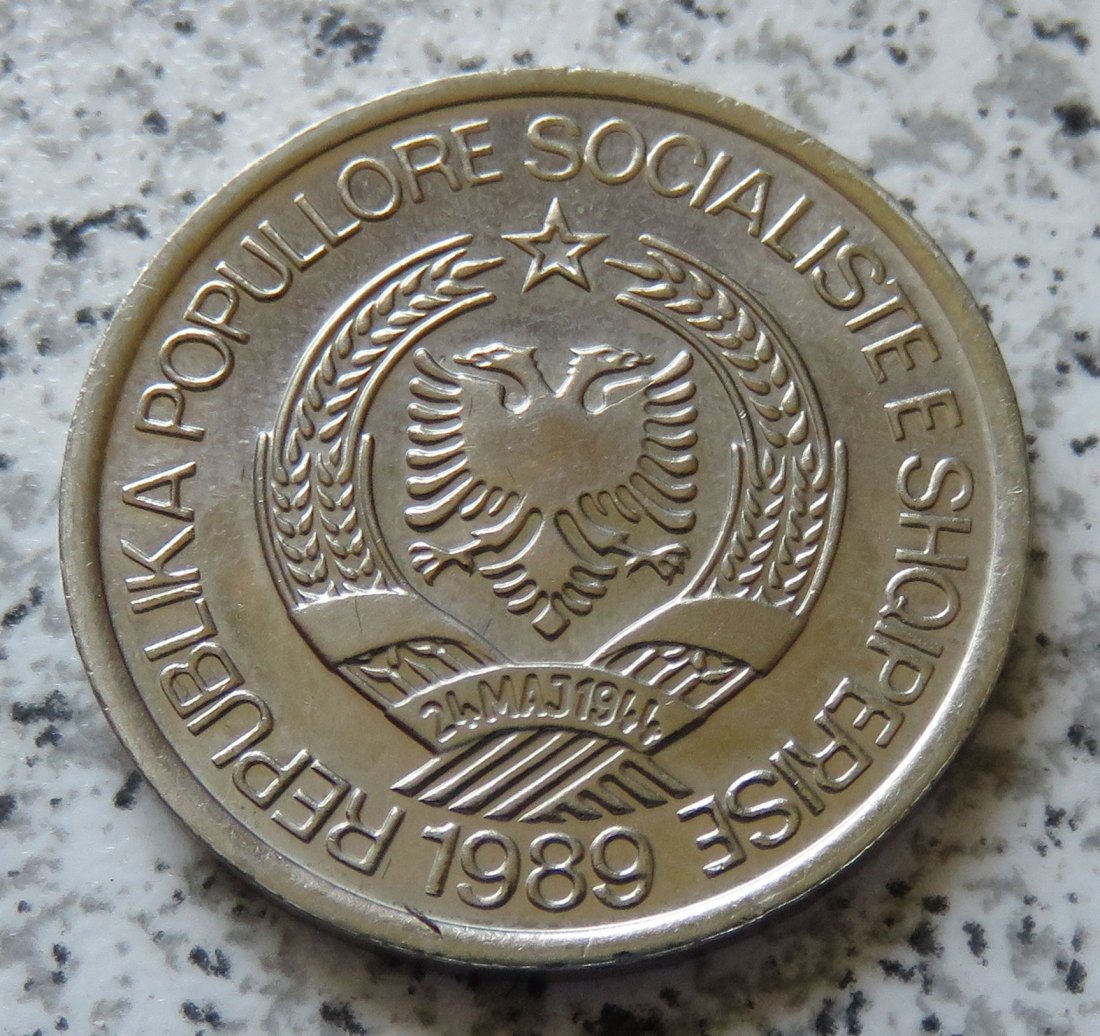 REPUBLIKA POPULLORE SOCIALISTE E SHQIPERISE
24 MAJ 1944
1989